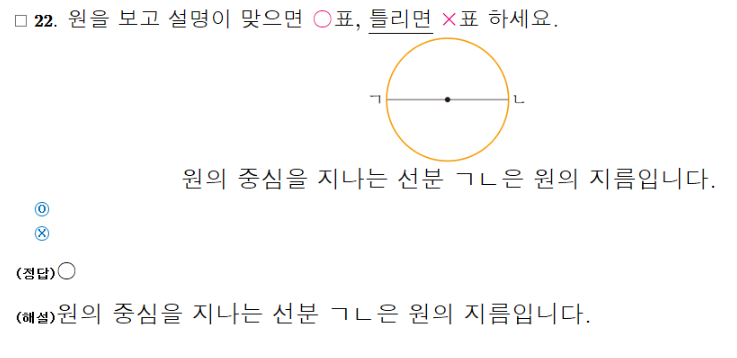 □ 22. 원을 보고 설명이 맞으면 ○표, 틀리면 ×표 하세요.
ㄱ ㄴ
원의 중심을 지나는 선분 ㄱㄴ은 원의 지름입니다.
ⓞ
ⓧ
(정답)○
(해설)원의 중심을 지나는 선분 ㄱㄴ은 원의 지름입니다.